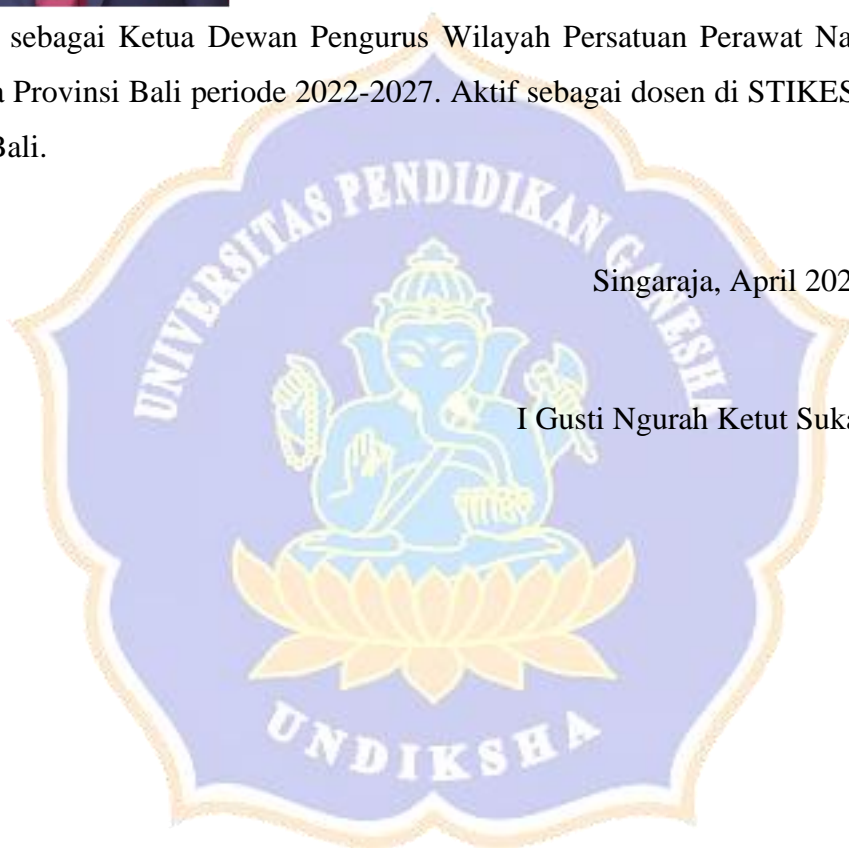 sebagai Ketua Dewan Pengurus Wilayah Persatuan Perawat Na
Provinsi Bali periode 2022-2027. Aktif sebagai dosen di STIKES
Bali.
UNIVERSITAS PENDIDIKAN GANESHA
Singaraja, April 202
I Gusti Ngurah Ketut Suka
UNDIKSHA